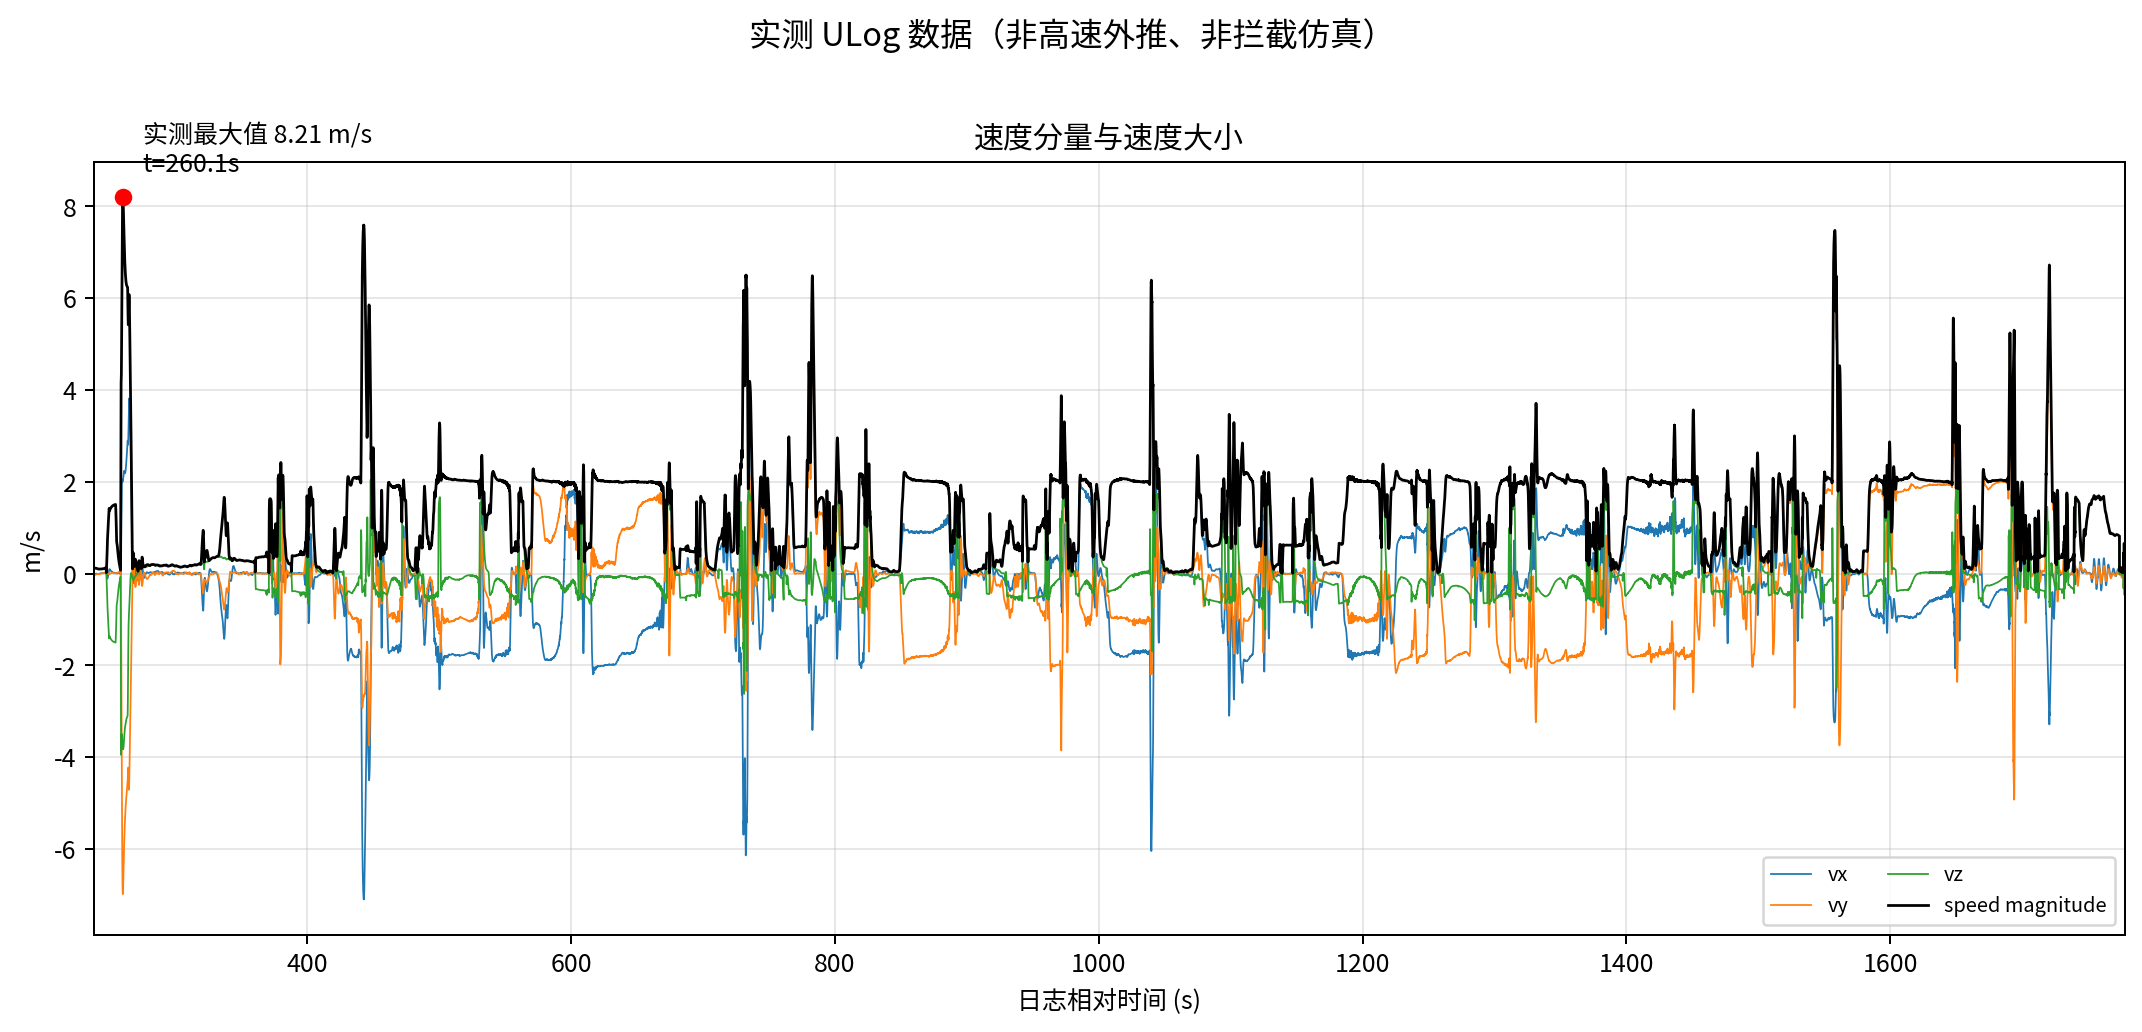 实测 ULog 数据（非高速外推、非拦截仿真）
速度分量与速度大小
实测最大值 8.21 m/s
t=260.1s
8
6
4
2
0
-2
-4
-6
m/s
400
600
800
1000
1200
1400
1600
日志相对时间 (s)
vx
vy
vz
speed magnitude